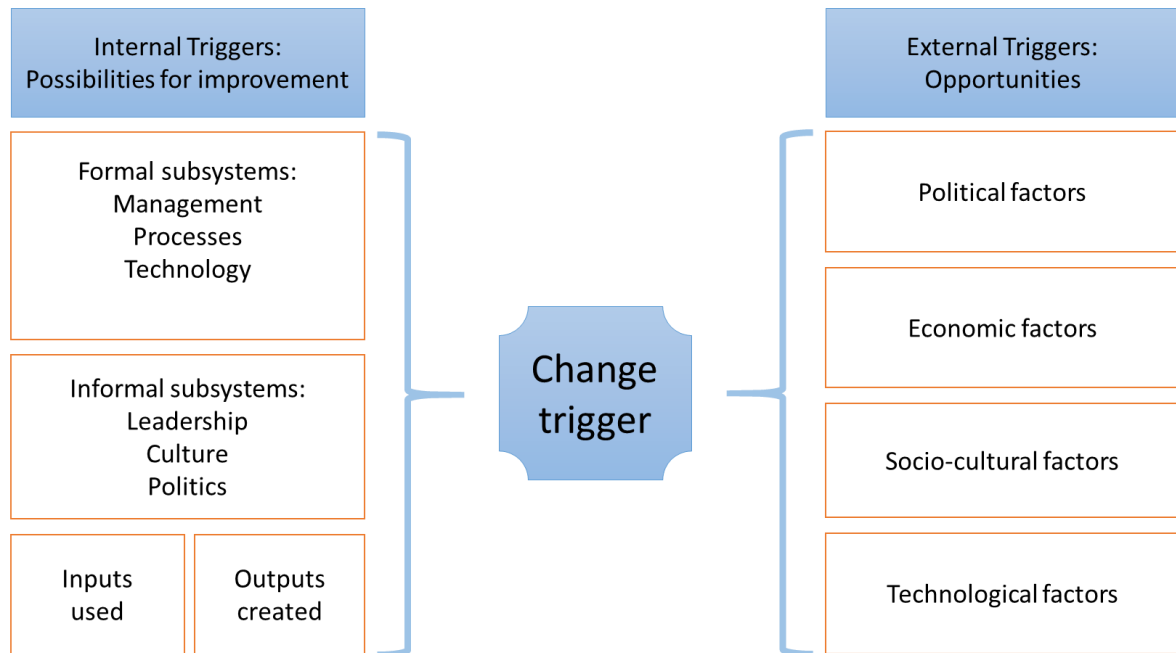 Internal Triggers:
Possibilities for improvement
Formal subsystems:
Management
Processes
Technology
Informal subsystems:
Leadership
Culture
Politics
Inputs
used
Outputs
created
Change
trigger
External Triggers:
Opportunities
Political factors
Economic factors
Socio-cultural factors
Technological factors